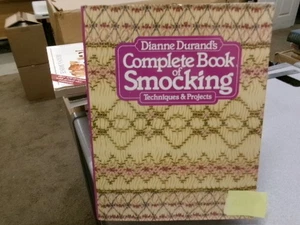 Dianne Durand's
Complete Book
of
Smocking
Techniques & Projects